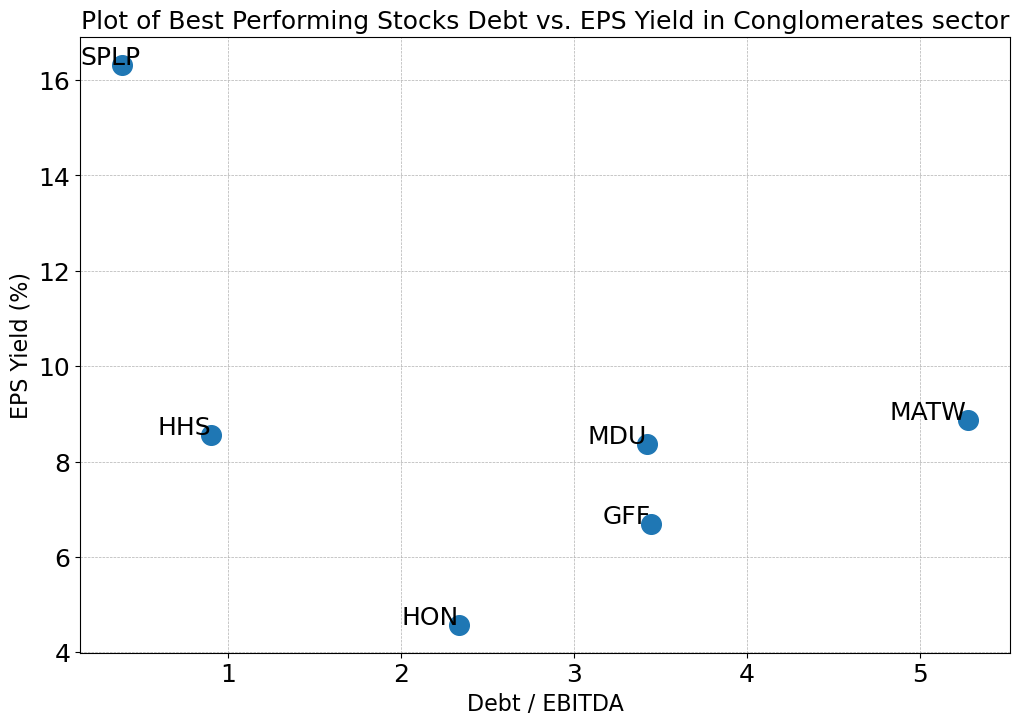 Plot of Best Performing Stocks Debt vs. EPS Yield in Conglomerates sector
SPLP
16
14
12
10
8
6
4
EPS Yield (%)
HHS
MDU
MATW
GFF
HON
1 2 3 4 5
Debt / EBITDA